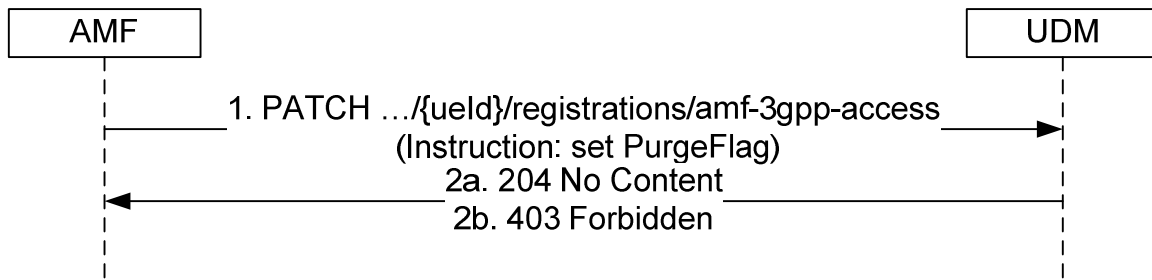 AMF
UDM
1. PATCH …/{ueId}/registrations/amf-3gpp-access
(Instruction: set PurgeFlag)
2a. 204 No Content
2b. 403 Forbidden